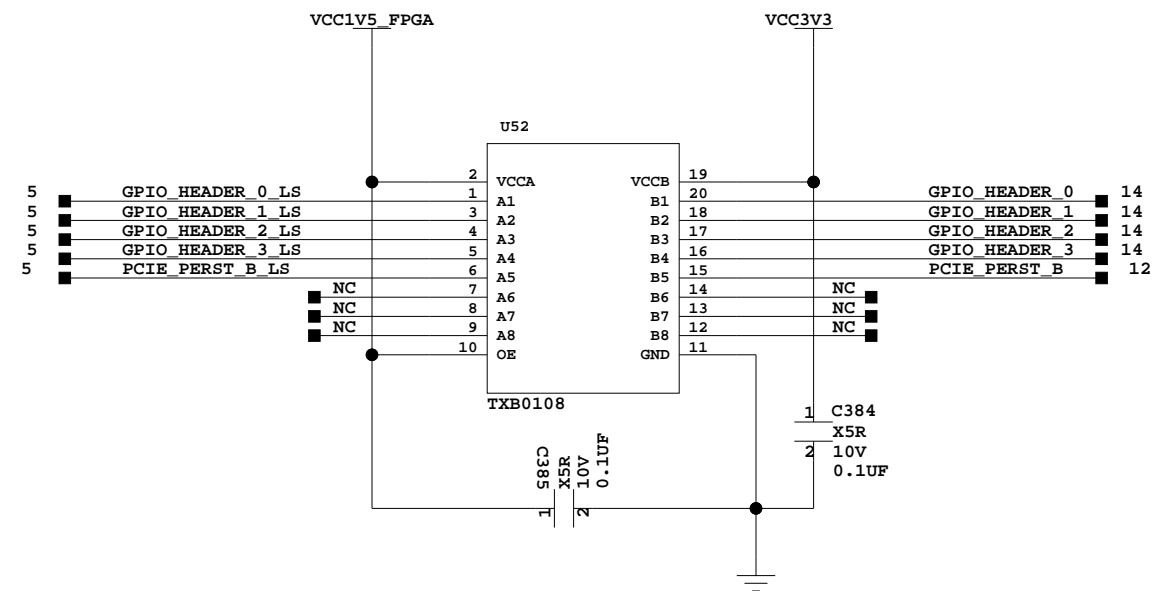 VCC1V5_FPGA VCC3V3
U52
2 VCCA VCCB 19
5 GPIO_HEADER_0_LS 1 A1 B1 20 GPIO_HEADER_0 14
5 GPIO_HEADER_1_LS 3 A2 B2 18 GPIO_HEADER_1 14
5 GPIO_HEADER_2_LS 4 A3 B3 17 GPIO_HEADER_2 14
5 GPIO_HEADER_3_LS 5 A4 B4 16 GPIO_HEADER_3 14
5 PCIE_PERST_B_LS 6 A5 B5 15 PCIE_PERST_B 12
NC 7 A6 B6 14 NC
NC 8 A7 B7 13 NC
NC 9 A8 B8 12 NC
10 OE GND 11
TXB0108
1 C384
X5R
2 10V
0.1UF
C385
X5R
10V
0.1UF
1 2